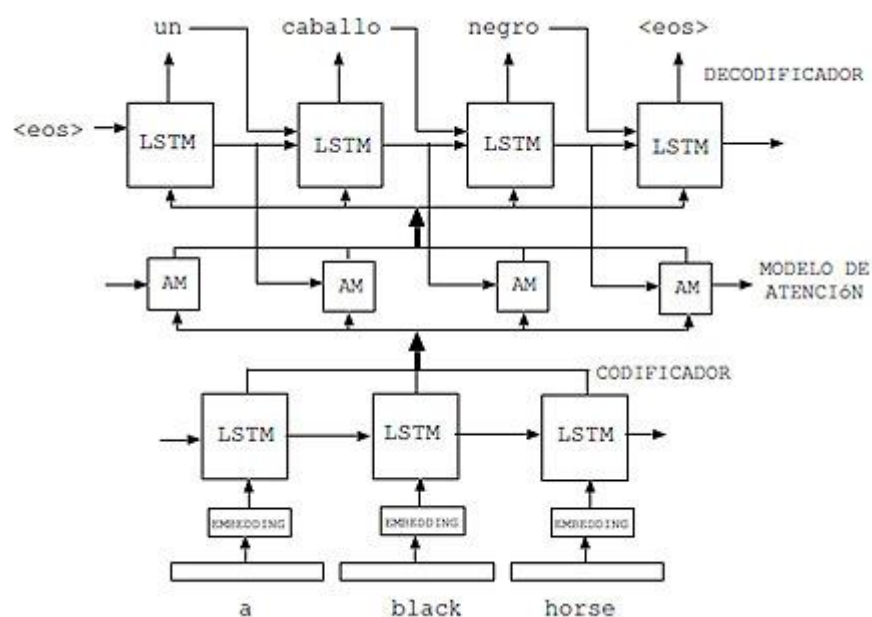 un caballo negro <eos>
DECODIFICADOR
<eos> LSTM LSTM LSTM LSTM
AM AM AM AM
MODELO DE
ATENCIóN
CODIFICADOR
LSTM LSTM LSTM
EMBEDDING EMBEDDING EMBEDDING
a black horse